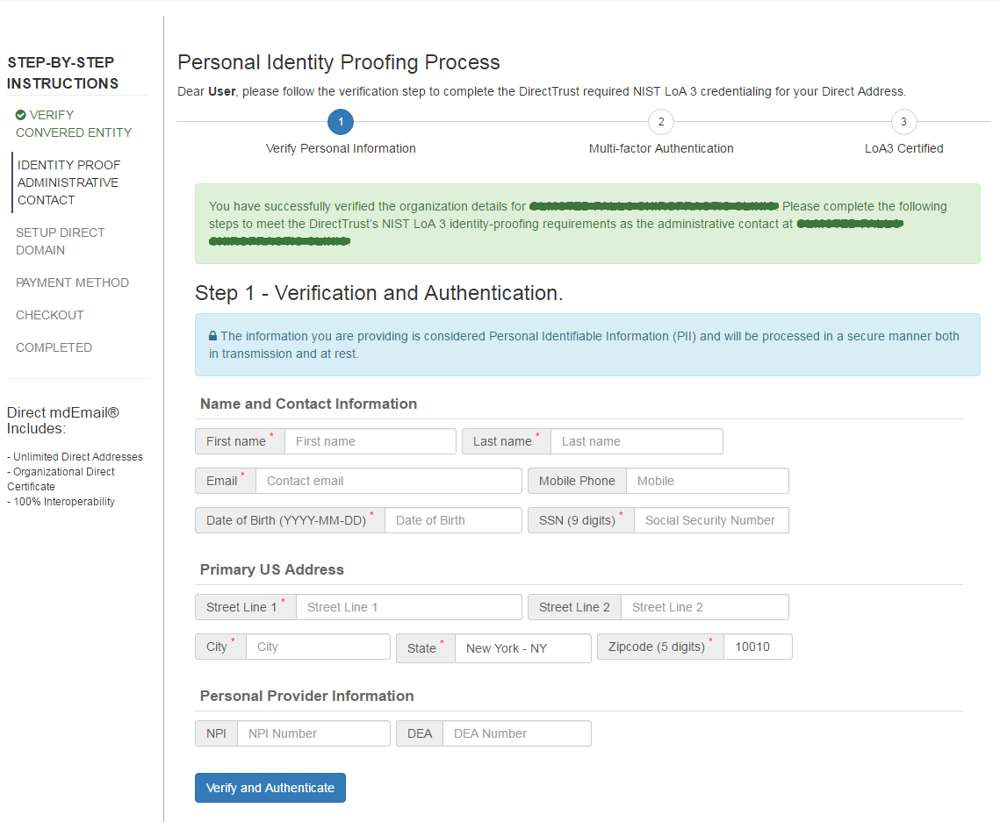 STEP-BY-STEP
INSTRUCTIONS
VERIFY
CONVERED ENTITY
IDENTITY PROOF
ADMINISTRATIVE
CONTACT
SETUP DIRECT
DOMAIN
PAYMENT METHOD
CHECKOUT
COMPLETED
Direct mdEmail®
Includes:
- Unlimited Direct Addresses
- Organizational Direct
Certificate
- 100% Interoperability
Personal Identity Proofing Process
Dear User, please follow the verification step to complete the DirectTrust required NIST LoA 3 credentialing for your Direct Address.
1 2 3
Verify Personal Information Multi-factor Authentication LoA3 Certified
You have successfully verified the organization details for Please complete the following
steps to meet the DirectTrust's NIST LoA 3 identity-proofing requirements as the administrative contact at
Step 1 - Verification and Authentication.
The information you are providing is considered Personal Identifiable Information (PII) and will be processed in a secure manner both
in transmission and at rest.
Name and Contact Information
First name * First name Last name * Last name
Email * Contact email Mobile Phone Mobile
Date of Birth (YYYY-MM-DD) * Date of Birth SSN (9 digits) * Social Security Number
Primary US Address
Street Line 1 * Street Line 1 Street Line 2 Street Line 2
City * City State * New York - NY Zipcode (5 digits) * 10010
Personal Provider Information
NPI NPI Number DEA DEA Number
Verify and Authenticate